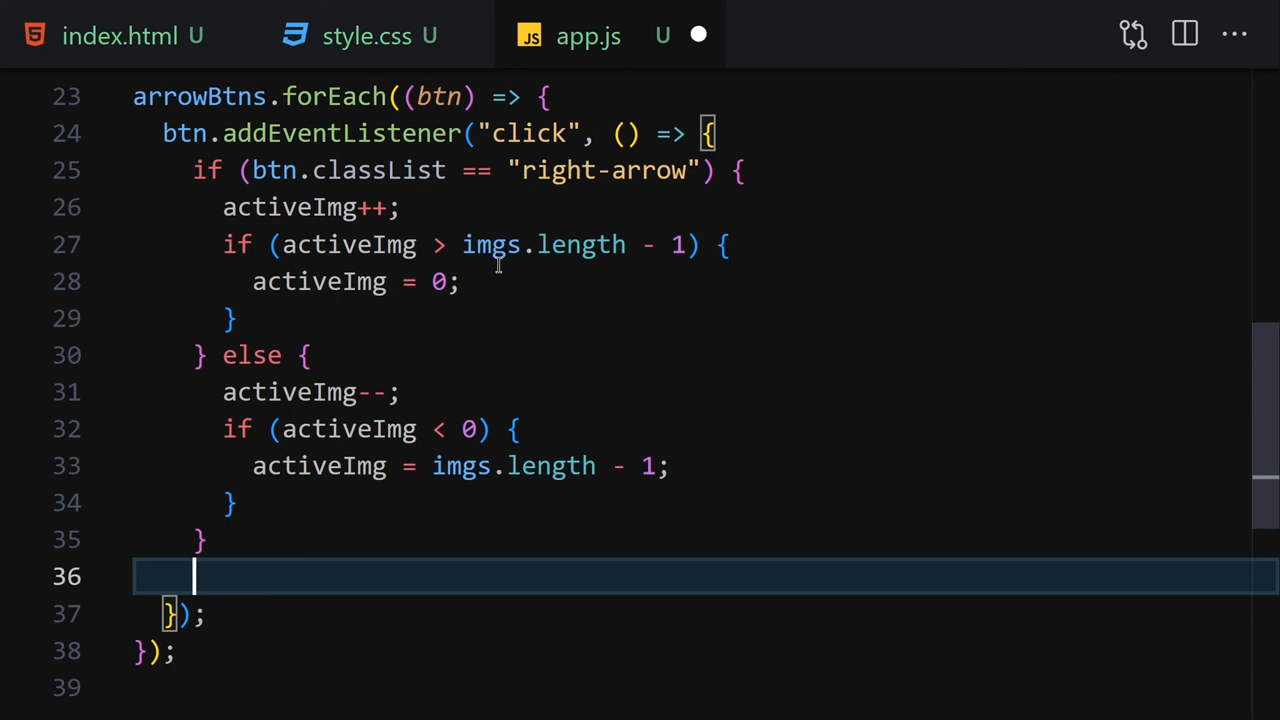 index.html U style.css U JS app.js U
23 arrowBtns.forEach((btn) => {
24 btn.addEventListener("click", () => {
25 if (btn.classList == "right-arrow") {
26 activeImg++;
27 if (activeImg > imgs.length - 1) {
28 activeImg = 0;
29 }
30 } else {
31 activeImg--;
32 if (activeImg < 0) {
33 activeImg = imgs.length - 1;
34 }
35 }
36
37 });
38 });
39